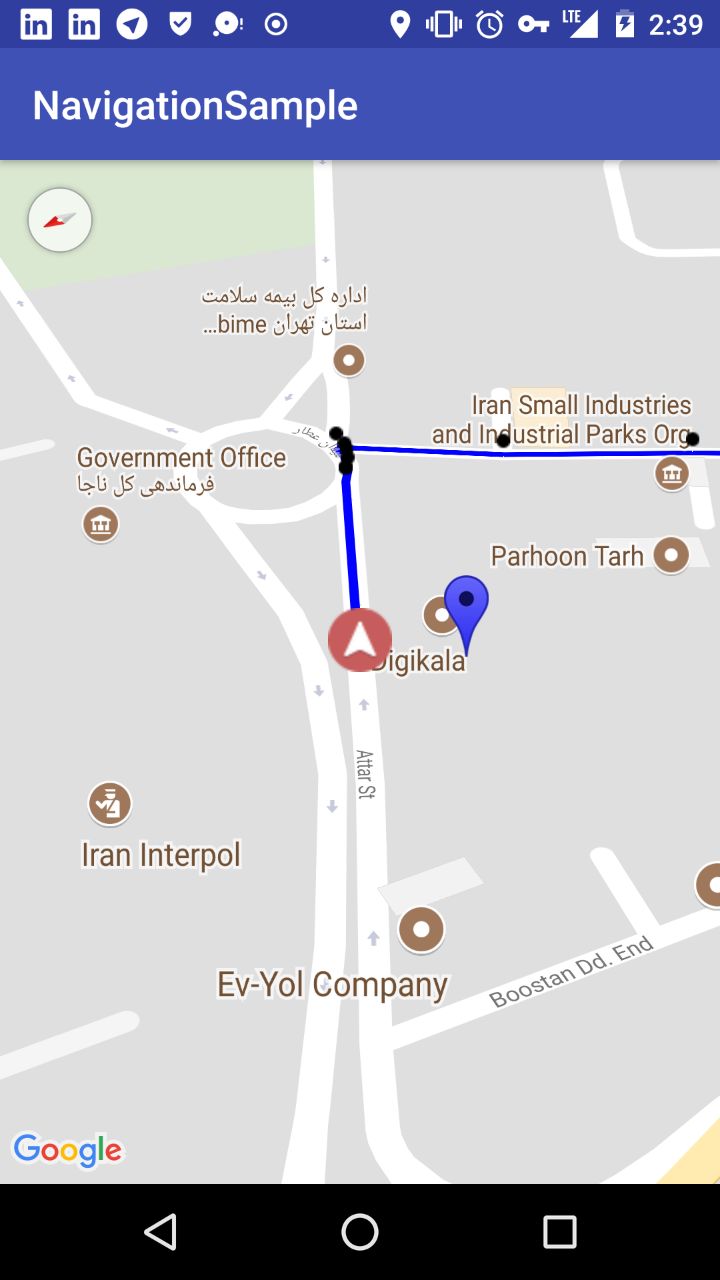 2:39
LTE
NavigationSample
اداره کل بیمه سلامت
استان تهران bime...
Iran Small Industries
and Industrial Parks Org.
Government Office
فرماندهی کل ناجا
Parhoon Tarh
Digikala
Attar St
Iran Interpol
Ev-Yol Company
Boostan Dd. End
Google